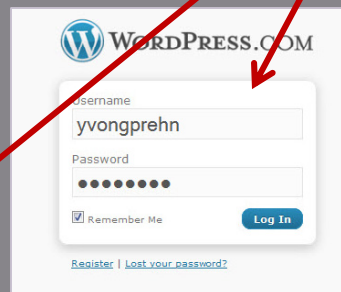 WORDPRESS.COM
Username
yvongprehn
Password
●●●●●●●●
Remember Me
Log In
Register | Lost your password?